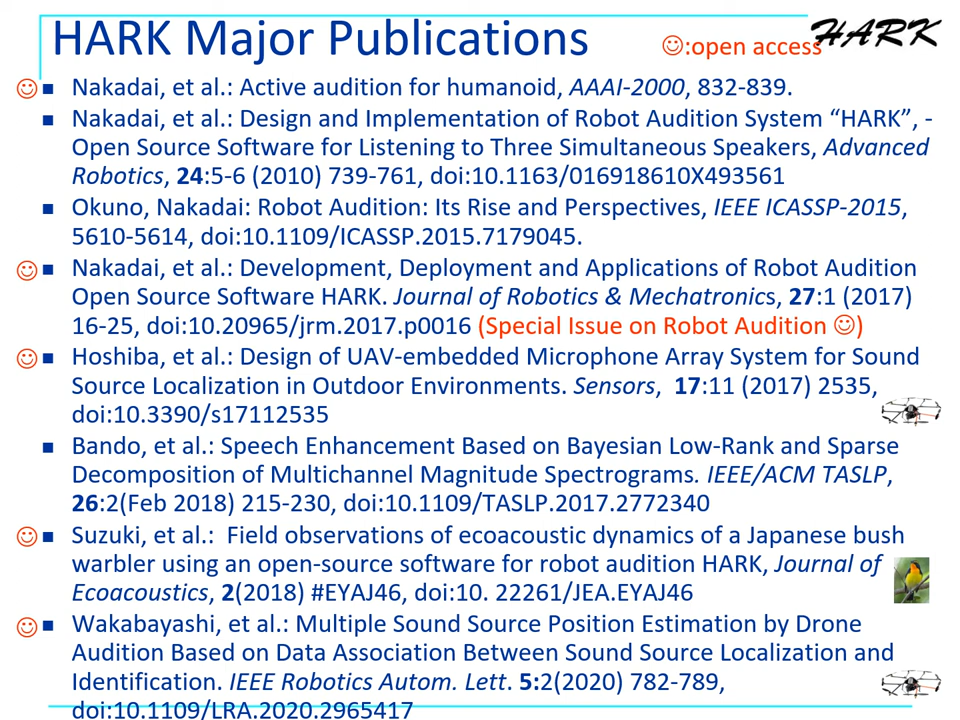 HARK Major Publications
☺:open access
HARK
☺ ■ Nakadai, et al.: Active audition for humanoid, AAAI-2000, 832-839.
■ Nakadai, et al.: Design and Implementation of Robot Audition System “HARK”, -
Open Source Software for Listening to Three Simultaneous Speakers, Advanced
Robotics, 24:5-6 (2010) 739-761, doi:10.1163/016918610X493561
■ Okuno, Nakadai: Robot Audition: Its Rise and Perspectives, IEEE ICASSP-2015,
5610-5614, doi:10.1109/ICASSP.2015.7179045.
☺ ■ Nakadai, et al.: Development, Deployment and Applications of Robot Audition
Open Source Software HARK. Journal of Robotics & Mechatronics, 27:1 (2017)
16-25, doi:10.20965/jrm.2017.p0016 (Special Issue on Robot Audition ☺)
☺ ■ Hoshiba, et al.: Design of UAV-embedded Microphone Array System for Sound
Source Localization in Outdoor Environments. Sensors, 17:11 (2017) 2535,
doi:10.3390/s17112535
■ Bando, et al.: Speech Enhancement Based on Bayesian Low-Rank and Sparse
Decomposition of Multichannel Magnitude Spectrograms. IEEE/ACM TASLP,
26:2(Feb 2018) 215-230, doi:10.1109/TASLP.2017.2772340
☺ ■ Suzuki, et al.: Field observations of ecoacoustic dynamics of a Japanese bush
warbler using an open-source software for robot audition HARK, Journal of
Ecoacoustics, 2(2018) #EYAJ46, doi:10. 22261/JEA.EYAJ46
☺ ■ Wakabayashi, et al.: Multiple Sound Source Position Estimation by Drone
Audition Based on Data Association Between Sound Source Localization and
Identification. IEEE Robotics Autom. Lett. 5:2(2020) 782-789,
doi:10.1109/LRA.2020.2965417